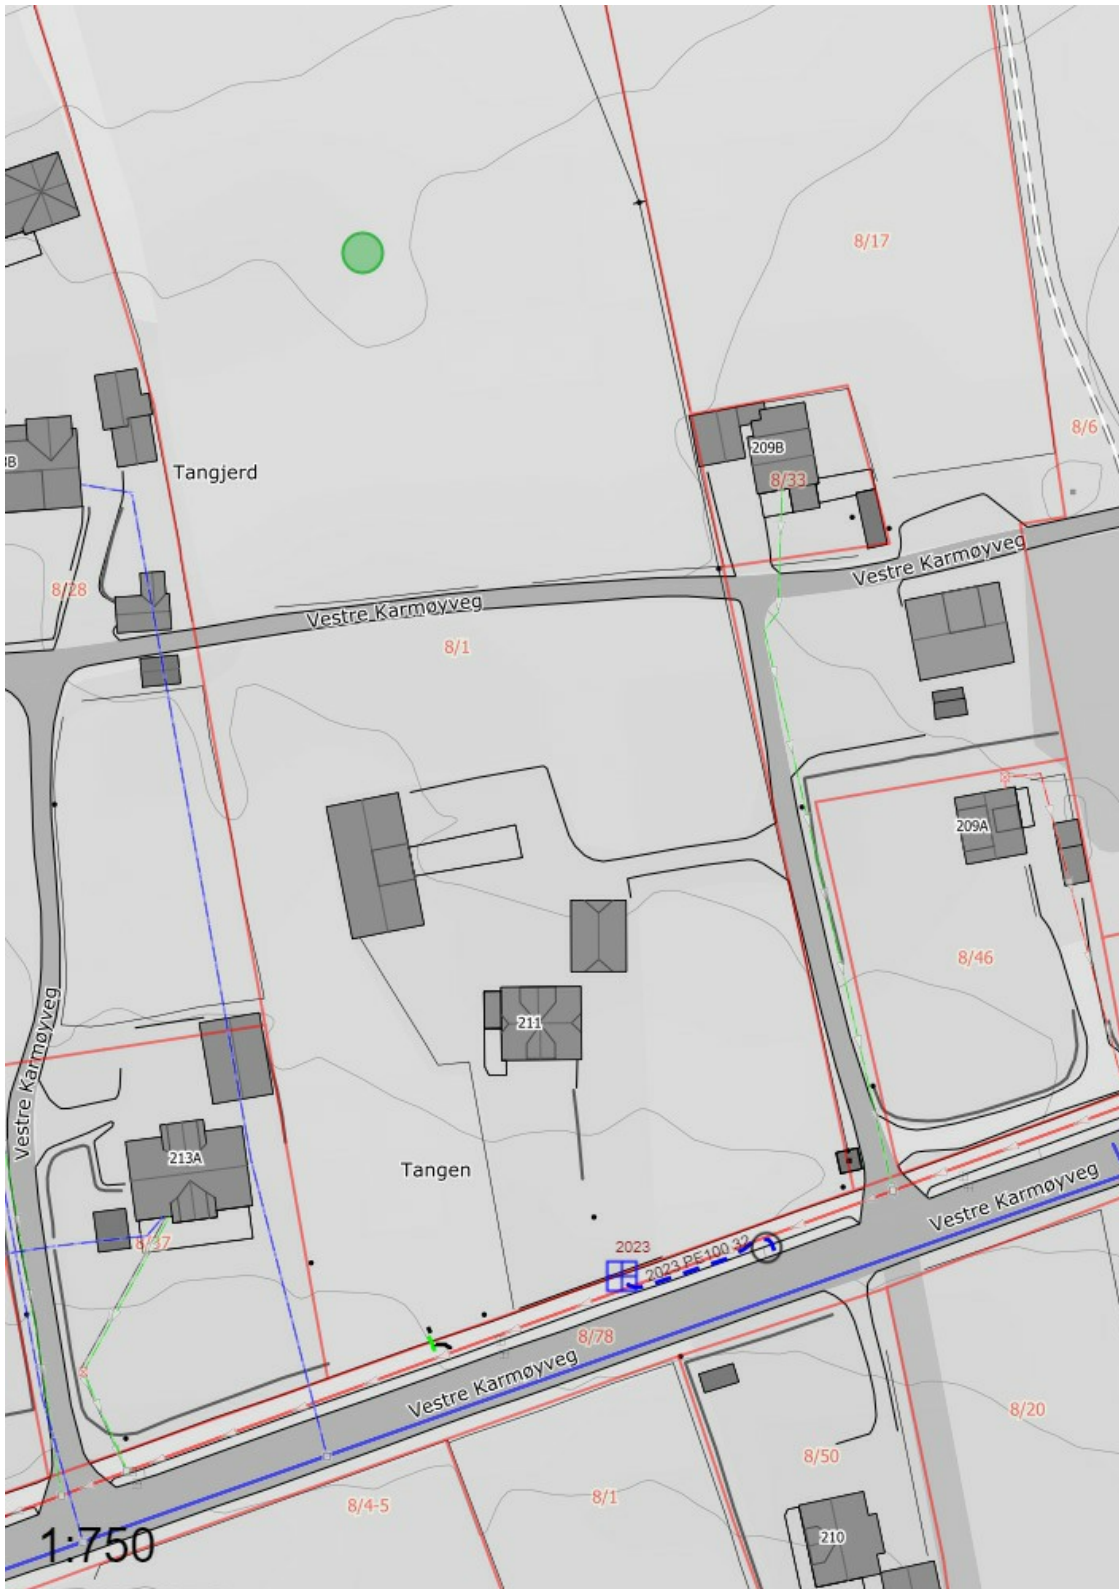 8/17
8/6
209B
8/33
Tangjerd
Vestre Karmøyveg
8/28
Vestre Karmøyveg
8/1
209A
8/46
211
Vestre Karmøyveg
213A
Tangen
Vestre Karmøyveg
8/37
2023
2023 PE100 32
8/78
Vestre Karmøyveg
8/20
8/50
8/4-5
8/1
210
1:750